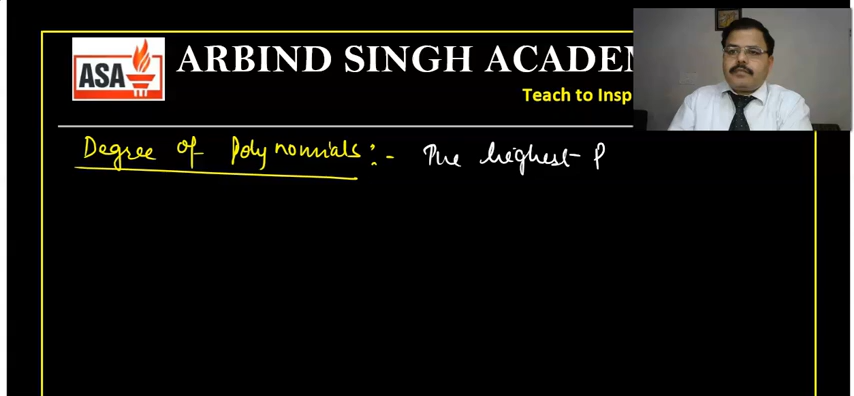 ASA
ARBIND SINGH ACADEM
Teach to Insp
Degree of Polynomials :- The highest P